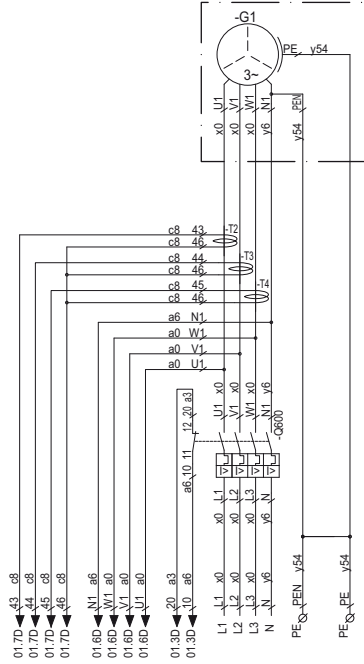 -G1
3~
PE y54
U1 V1 W1 N1 PEN
x0 x0 x0 y6 y54
-T2
c8 43
c8 46
-T3
c8 44
c8 46
-T4
c8 45
c8 46
a6 N1
a0 W1
a0 V1
a0 U1
x0 x0 x0 y6
U1 V1 W1 N1
-Q600
a3
20
12
11
10
a6
I> I> I> I>
L1 L2 L3 N
x0 x0 x0 y6
c8 c8 c8 c8 a6 a0 a0 a0 a3 a6 x0 x0 x0 y6 y54 y54
43 44 45 46 N1 W1 V1 U1 20 10 L1 L2 L3 N PEN PE
01.7D 01.7D 01.7D 01.7D 01.6D 01.6D 01.6D 01.6D 01.3D 01.3D L1 L2 L3 N PE PE